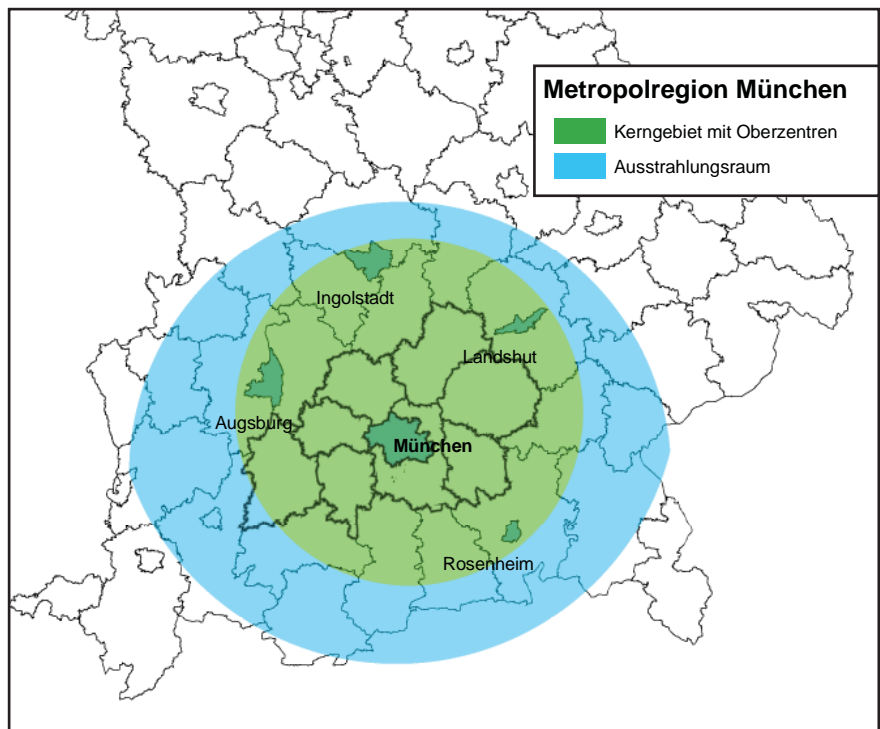 Metropolregion München
Kerngebiet mit Oberzentren
Ausstrahlungsraum
Ingolstadt
Landshut
Augsburg
München
Rosenheim